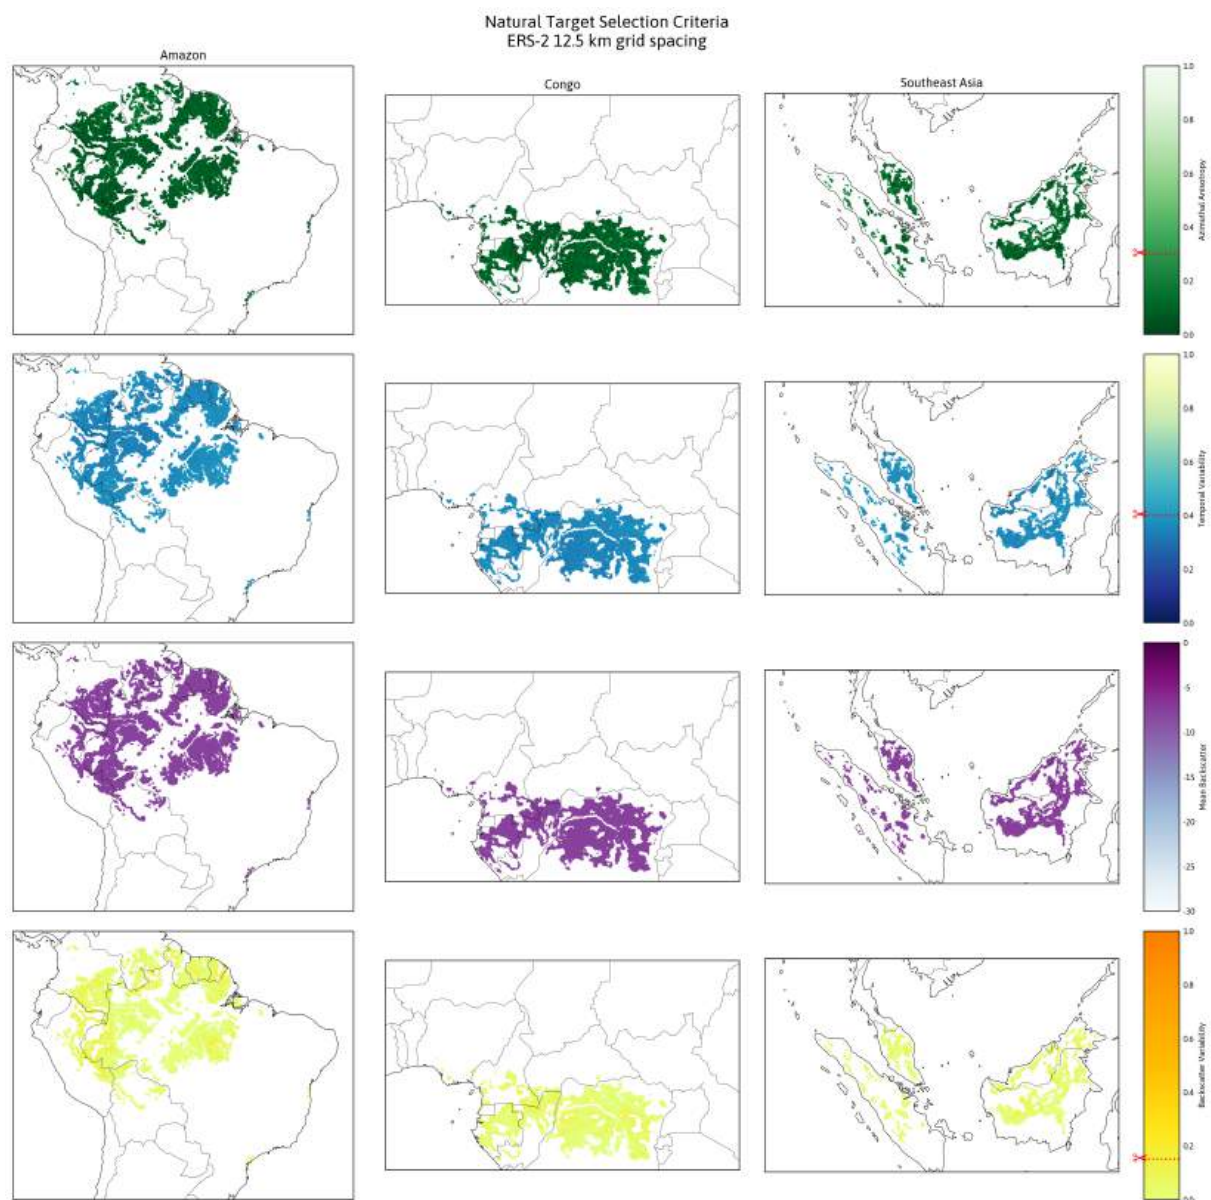 Natural Target Selection Criteria
ERS-2 12.5 km grid spacing
Amazon
Congo
Southeast Asia
1.0
0.8
0.6
0.4
0.2
0.0
Azimuthal Anisotropy
1.0
0.8
0.6
0.4
0.2
0.0
Temporal Variability
0
-5
-10
-15
-20
-25
-30
Mean Backscatter
1.0
0.8
0.6
0.4
0.2
0.0
Backscatter Variability